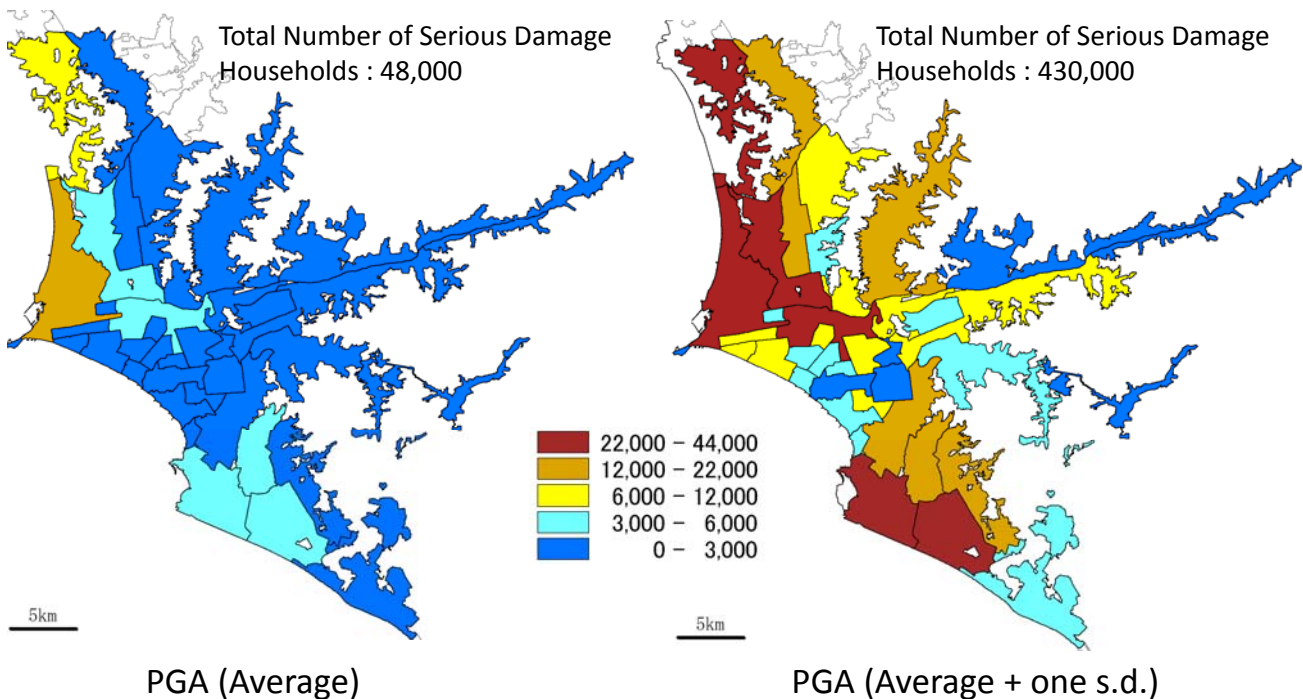 Total Number of Serious Damage
Households : 48,000
Total Number of Serious Damage
Households : 430,000
22,000 – 44,000
12,000 – 22,000
6,000 – 12,000
3,000 – 6,000
0 – 3,000
5km
5km
PGA (Average)
PGA (Average + one s.d.)